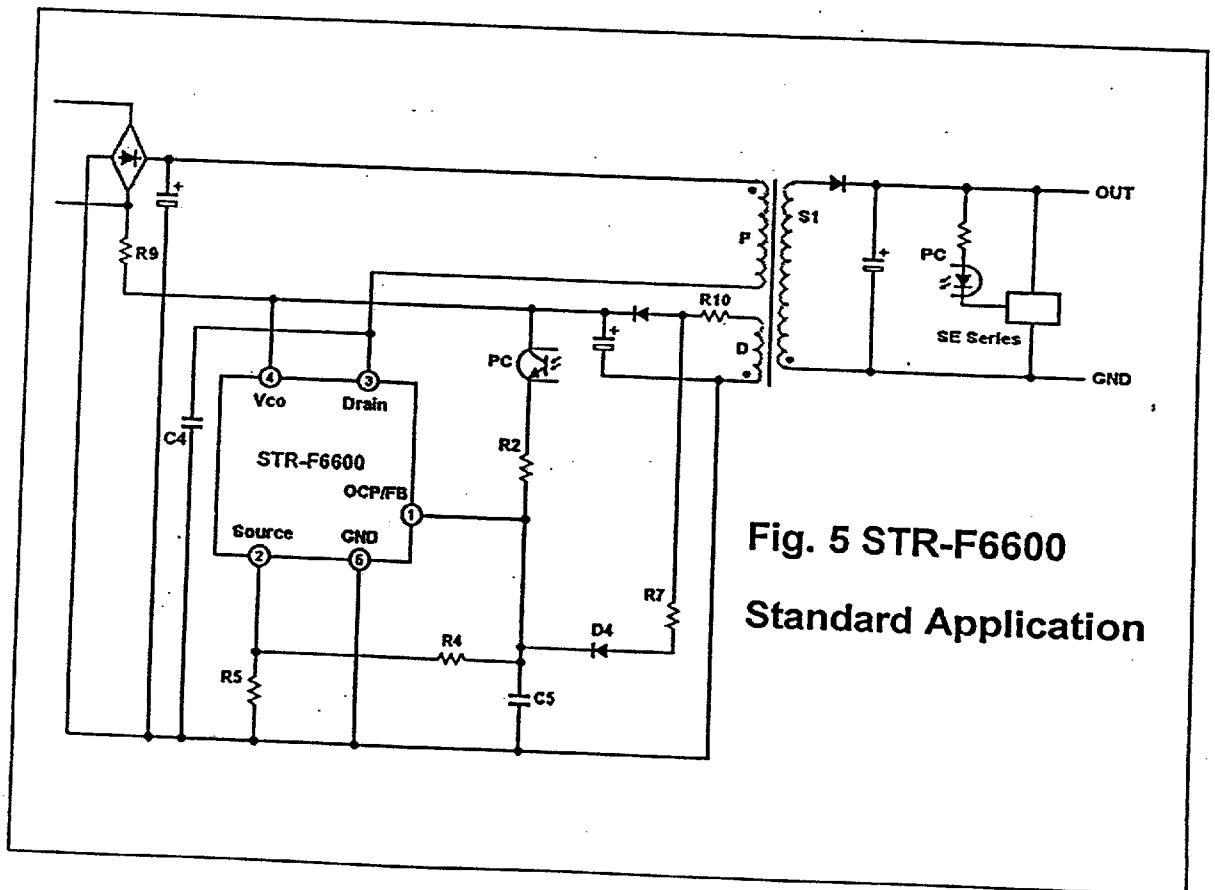 OUT
P
S1
PC
R9
R10
SE Series
PC
D
GND
4
3
Vco
Drain
C4
R2
STR-F6600
OCP/FB
1
Source
GND
2
6
Fig. 5 STR-F6600
R7
Standard Application
D4
R4
R5
C5